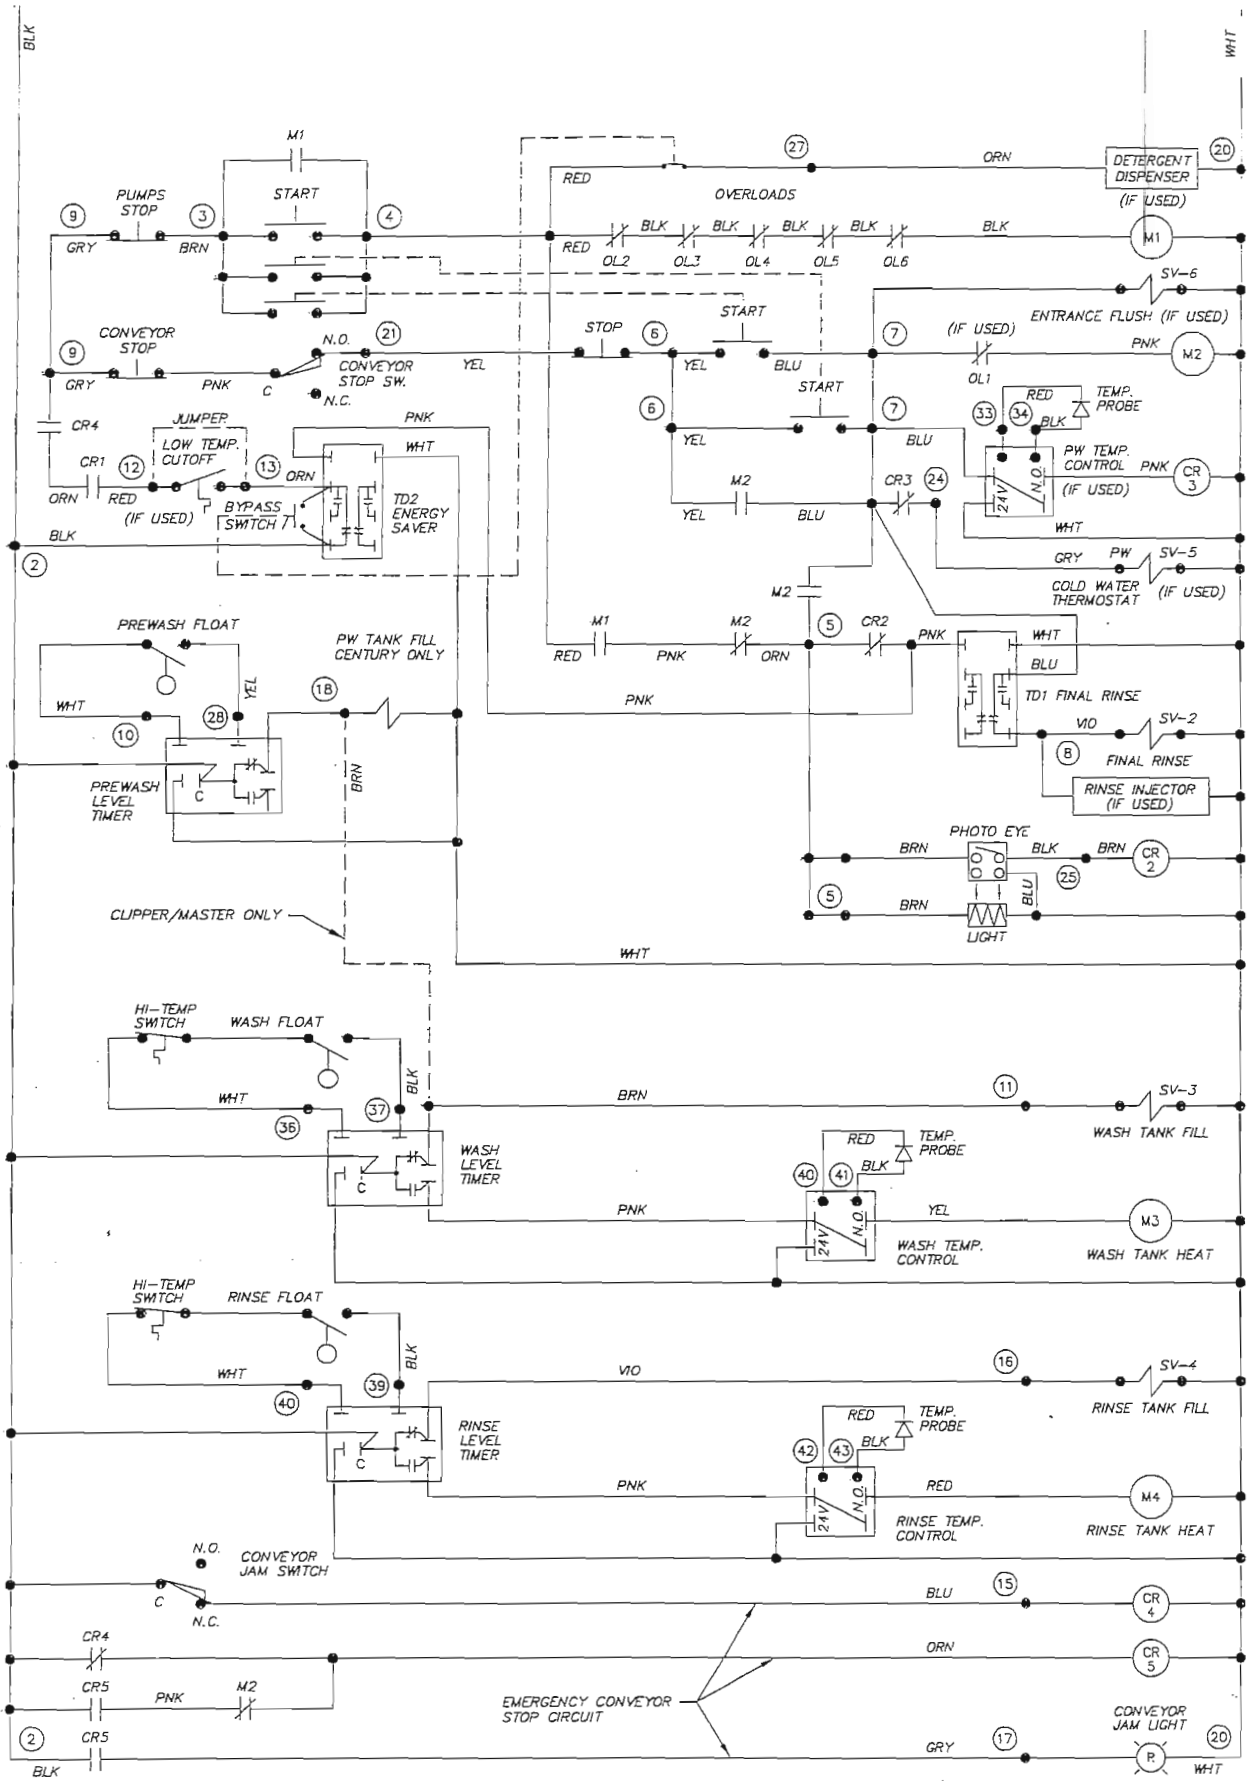 BLK
WHT
M1
27
ORN
20
RED
DETERGENT
DISPENSER
(IF USED)
OVERLOADS
PUMPS
STOP
START
9
3
4
GRY
BRN
RED
BLK
BLK
BLK
BLK
BLK
M1
OL2
OL3
OL4
OL5
OL6
SV-6
ENTRANCE FLUSH (IF USED)
CONVEYOR
STOP
N.O.
21
STOP
6
START
7
(IF USED)
PNK
M2
9
GRY
PNK
C
CONVEYOR
STOP SW.
N.C.
YEL
YEL
BLU
OL1
START
RED
TEMP.
PROBE
CR4
JUMPER
LOW TEMP.
CUTOFF
PNK
WHT
6
YEL
7
BLU
33
34
BLK
PW TEMP.
CONTROL
(IF USED)
PNK
CR
3
24V
N.O.
CR1
12
13
ORN
ORN
RED
(IF USED)
BYPASS
SWITCH
TD2
ENERGY
SAVER
M2
CR3
24
YEL
BLU
WHT
BLK
2
GRY
PW
SV-5
COLD WATER
THERMOSTAT
(IF USED)
M2
PREWASH FLOAT
PW TANK FILL
CENTURY ONLY
M1
M2
5
CR2
PNK
WHT
RED
PNK
ORN
BLU
TD1 FINAL RINSE
YEL
WHT
10
28
18
PNK
VIO
SV-2
8
FINAL RINSE
PREWASH
LEVEL
TIMER
C
BRN
RINSE INJECTOR
(IF USED)
PHOTO EYE
BRN
BLK
BRN
CR
2
25
BLU
CLIPPER/MASTER ONLY
5
BRN
LIGHT
WHT
HI-TEMP
SWITCH
WASH FLOAT
BLK
WHT
36
37
BRN
11
SV-3
WASH TANK FILL
WASH
LEVEL
TIMER
C
RED
TEMP.
PROBE
40
41
BLK
PNK
24V
N.O.
YEL
M3
WASH TEMP.
CONTROL
WASH TANK HEAT
HI-TEMP
SWITCH
RINSE FLOAT
BLK
WHT
40
39
VIO
16
SV-4
RINSE TANK FILL
RINSE
LEVEL
TIMER
C
RED
TEMP.
PROBE
42
43
BLK
PNK
24V
N.O.
RED
M4
RINSE TEMP.
CONTROL
RINSE TANK HEAT
N.O.
CONVEYOR
JAM SWITCH
C
N.C.
BLU
15
CR
4
CR4
ORN
CR
5
CR5
PNK
M2
EMERGENCY CONVEYOR
STOP CIRCUIT
CONVEYOR
JAM LIGHT
2
CR5
BLK
GRY
17
R
20
WHT